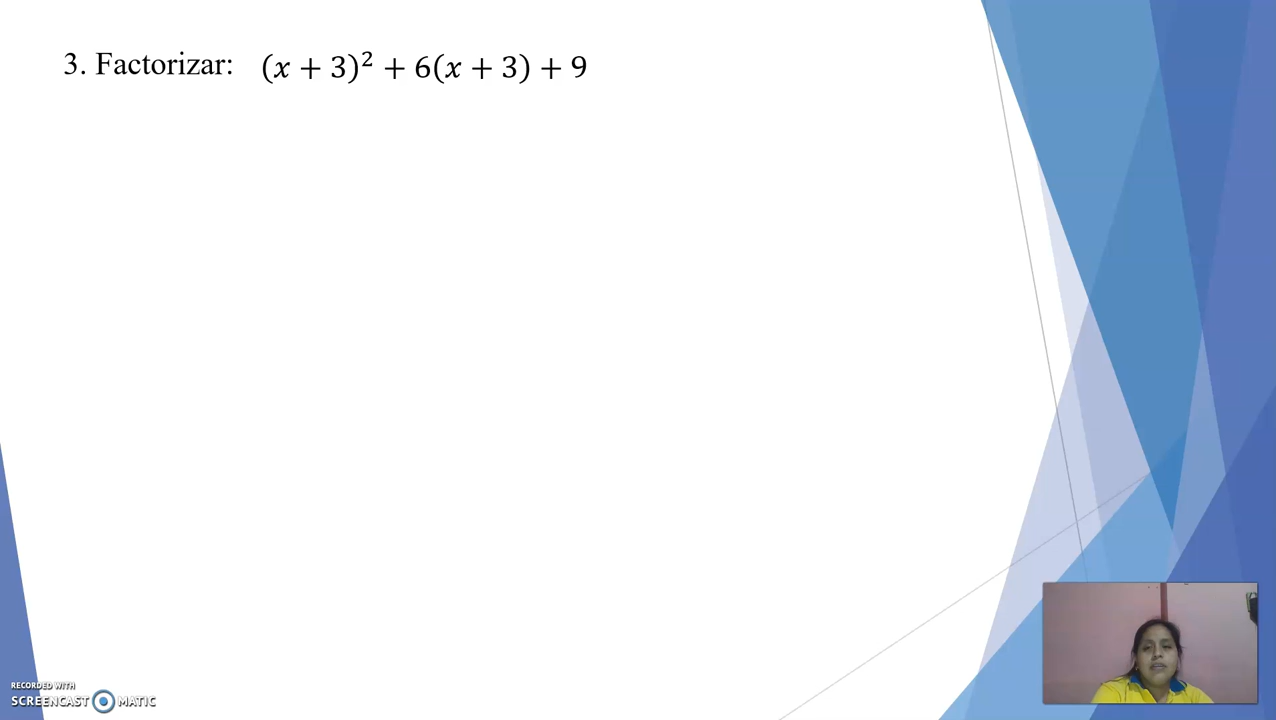 3. Factorizar: (x + 3)² + 6(x + 3) + 9
RECORDED WITH
SCREENCAST MATIC